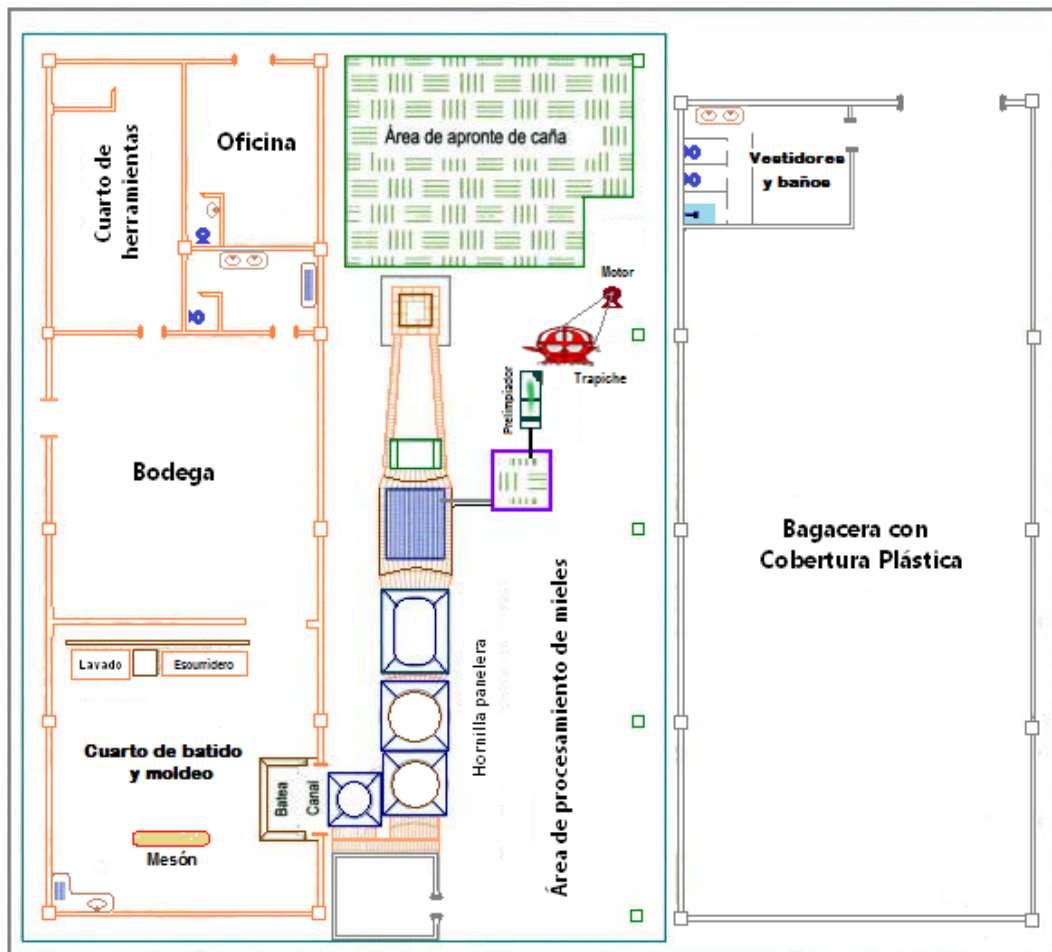 Cuarto de
herramientas
Oficina
Área de apronte de caña
Vestidores
y baños
Motor
Trapiche
Prelimpiador
Bodega
Bagacera con
Cobertura Plástica
Área de procesamiento de mieles
Hornilla panelera
Lavado
Escurridero
Cuarto de batido
y moldeo
Batea
Canal
Mesón